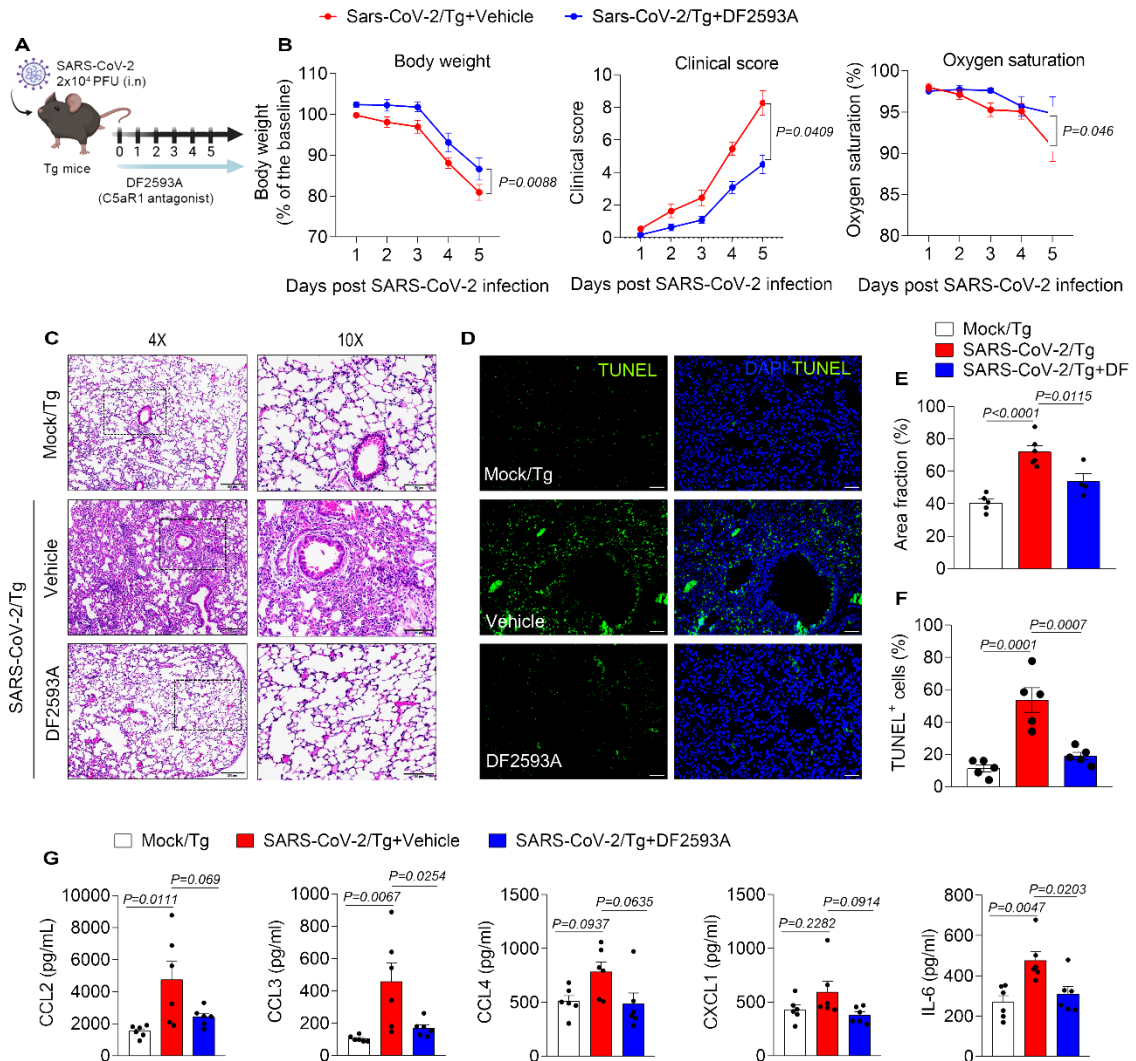 Sars-CoV-2/Tg+Vehicle Sars-CoV-2/Tg+DF2593A
A
SARS-CoV-2
2x10⁴ PFU (i.n)
Tg mice
0 1 2 3 4 5
DF2593A
(C5aR1 antagonist)
B
Body weight
Body weight
(% of the baseline)
110
100
90
80
70
P=0.0088
1 2 3 4 5
Days post SARS-CoV-2 infection
Clinical score
Clinical score
10
8
6
4
2
0
P=0.0409
1 2 3 4 5
Days post SARS-CoV-2 infection
Oxygen saturation
Oxygen saturation (%)
100
95
90
85
80
P=0.046
1 2 3 4 5
Days post SARS-CoV-2 infection
C
4X 10X
Mock/Tg
SARS-CoV-2/Tg
Vehicle
DF2593A
D
TUNEL
DAPI TUNEL
Mock/Tg
Vehicle
DF2593A
Mock/Tg
SARS-CoV-2/Tg
SARS-CoV-2/Tg+DF
E
Area fraction (%)
100
80
60
40
20
0
P<0.0001
P=0.0115
F
TUNEL⁺ cells (%)
100
80
60
40
20
0
P=0.0001
P=0.0007
Mock/Tg SARS-CoV-2/Tg+Vehicle SARS-CoV-2/Tg+DF2593A
G
CCL2 (pg/mL)
10000
8000
6000
4000
2000
0
P=0.0111
P=0.069
CCL3 (pg/ml)
1000
800
600
400
200
0
P=0.0067
P=0.0254
CCL4 (pg/ml)
1500
1000
500
0
P=0.0937
P=0.0635
CXCL1 (pg/ml)
1500
1000
500
0
P=0.2282
P=0.0914
IL-6 (pg/ml)
800
600
400
200
0
P=0.0047
P=0.0203